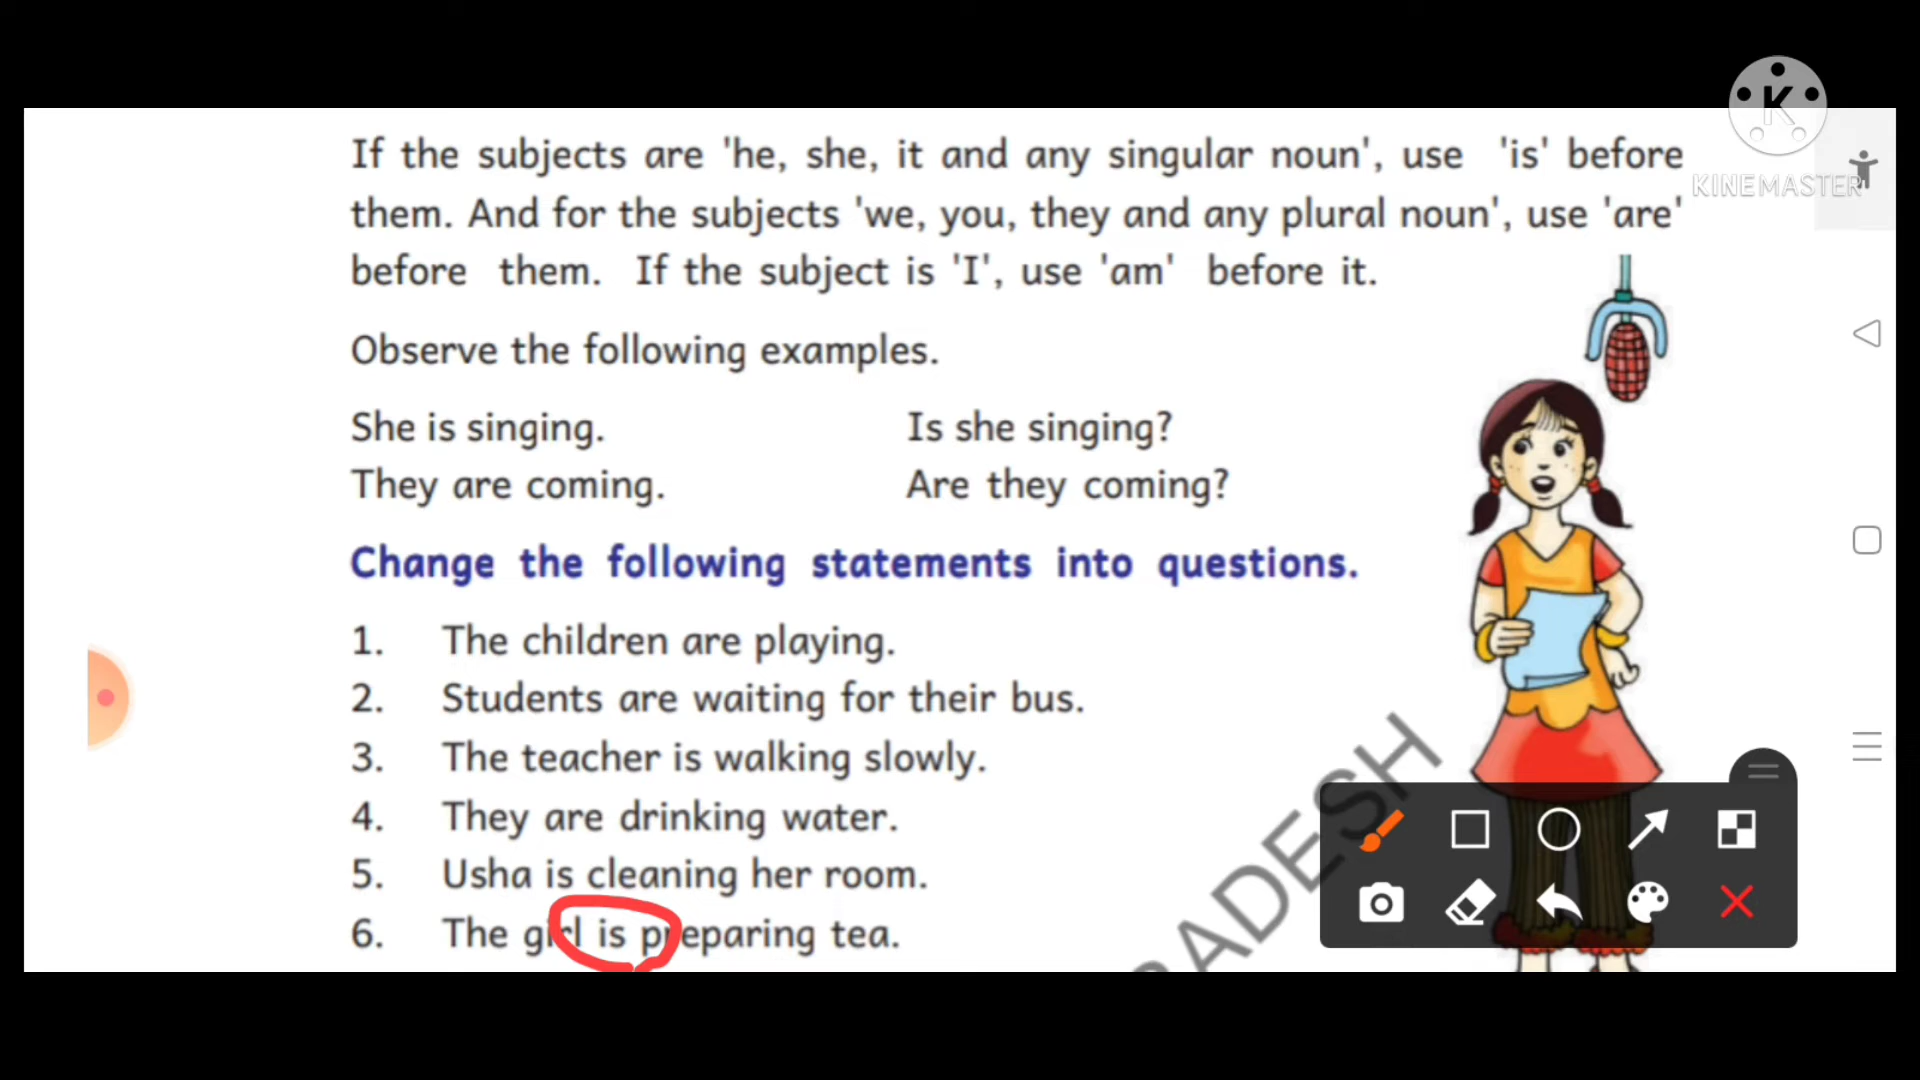 If the subjects are 'he, she, it and any singular noun', use 'is' before
them. And for the subjects 'we, you, they and any plural noun', use 'are'
before them. If the subject is 'I', use 'am' before it.
KINEMASTER
Observe the following examples.
She is singing. Is she singing?
They are coming. Are they coming?
Change the following statements into questions.
1. The children are playing.
2. Students are waiting for their bus.
3. The teacher is walking slowly.
4. They are drinking water.
5. Usha is cleaning her room.
6. The girl is preparing tea.